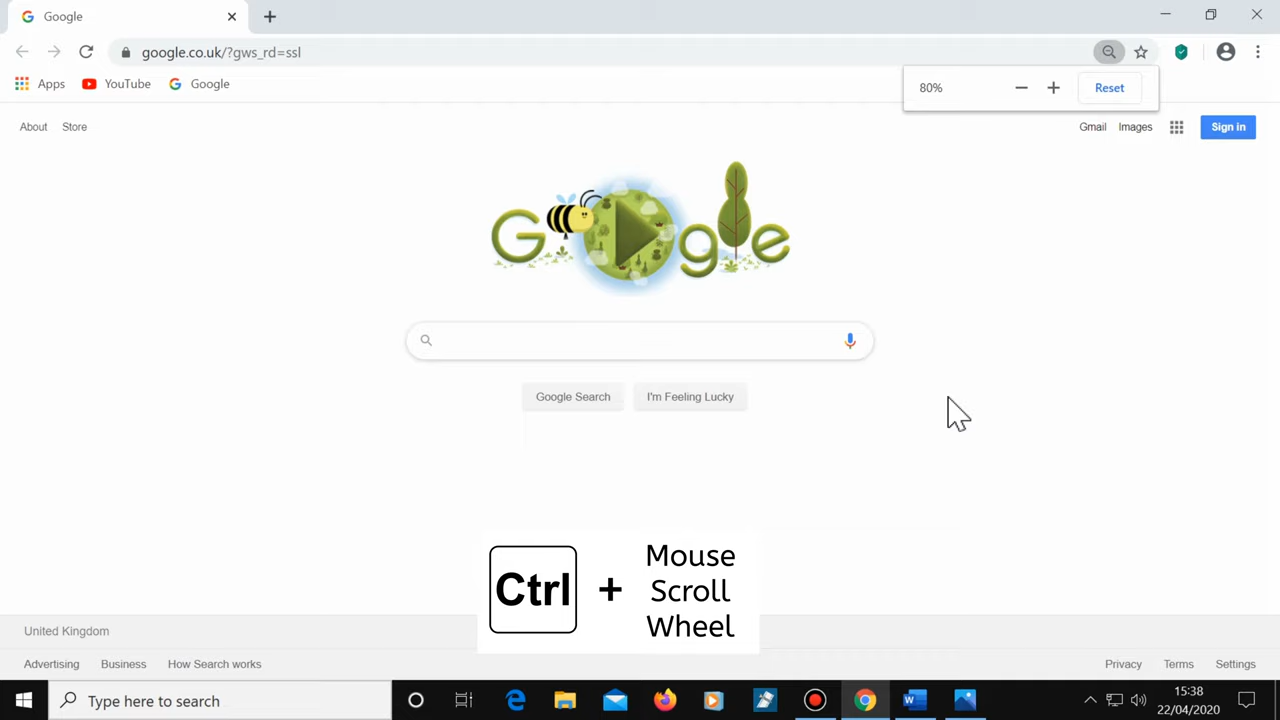 Google
google.co.uk/?gws_rd=ssl
Apps YouTube Google
80% Reset
About Store Gmail Images Sign in
Google
Google Search I'm Feeling Lucky
Ctrl + Mouse
Scroll
Wheel
United Kingdom
Advertising Business How Search works Privacy Terms Settings
Type here to search
15:38
22/04/2020